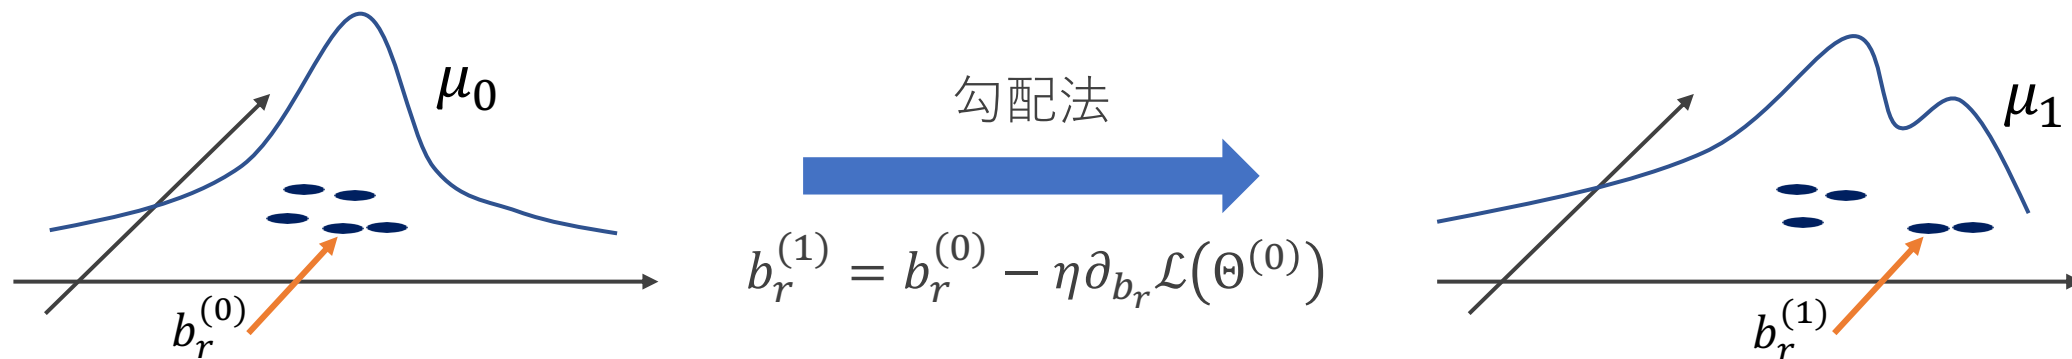 μ₀
勾配法
μ₁
b_r^(0)
b_r^(1) = b_r^(0) − η∂_{b_r} ℒ(Θ^(0))
b_r^(1)